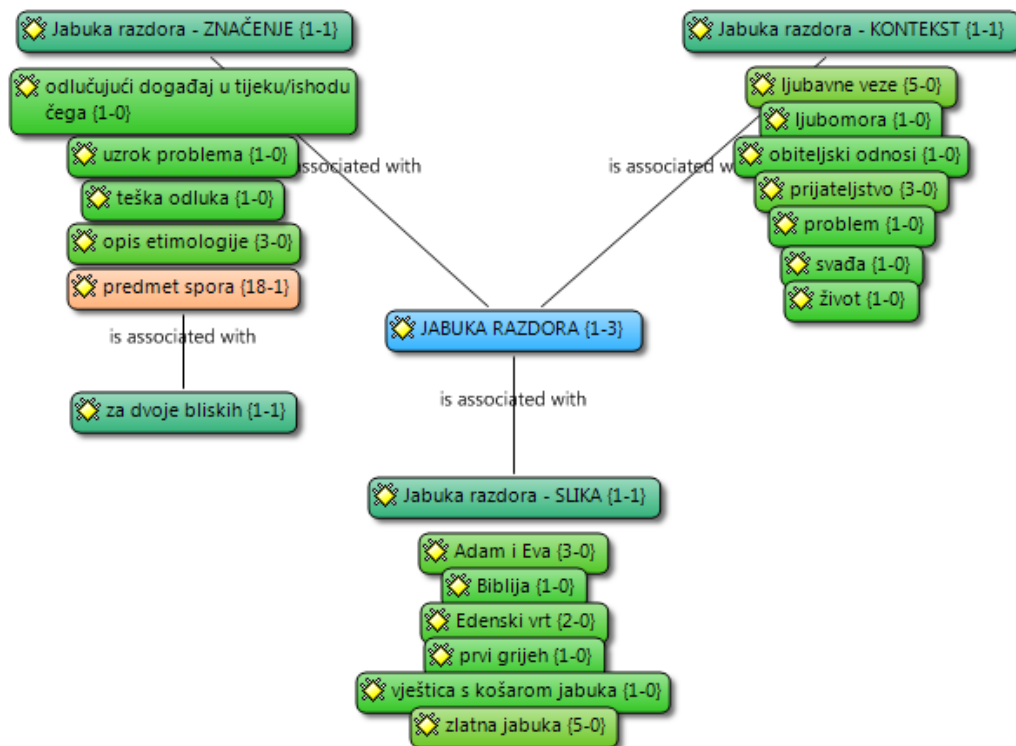 Jabuka razdora - ZNAČENJE {1-1}
odlučujući događaj u tijeku/ishodu
čega {1-0}
uzrok problema {1-0}
teška odluka {1-0}
opis etimologije {3-0}
predmet spora {18-1}
is associated with
za dvoje bliskih {1-1}
associated with
Jabuka razdora - KONTEKST {1-1}
ljubavne veze {5-0}
ljubomora {1-0}
obiteljski odnosi {1-0}
prijateljstvo {3-0}
problem {1-0}
svađa {1-0}
život {1-0}
is associated w
JABUKA RAZDORA {1-3}
is associated with
Jabuka razdora - SLIKA {1-1}
Adam i Eva {3-0}
Biblija {1-0}
Edenski vrt {2-0}
prvi grijeh {1-0}
vještica s košarom jabuka {1-0}
zlatna jabuka {5-0}